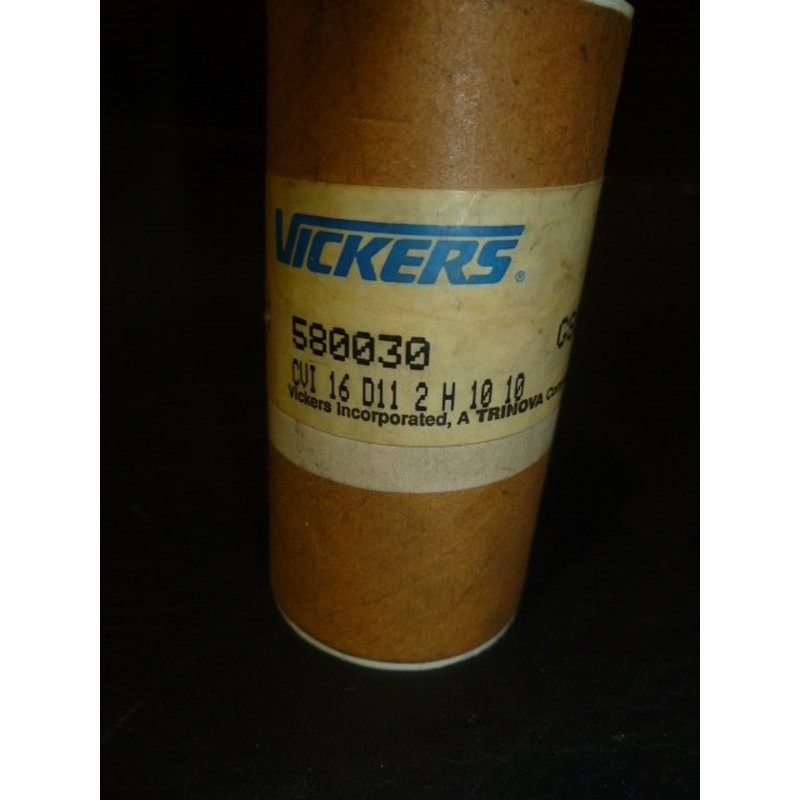 VICKERS®
580030
CVI 16 D11 2 H 10 10
Vickers Incorporated, A TRINOVA